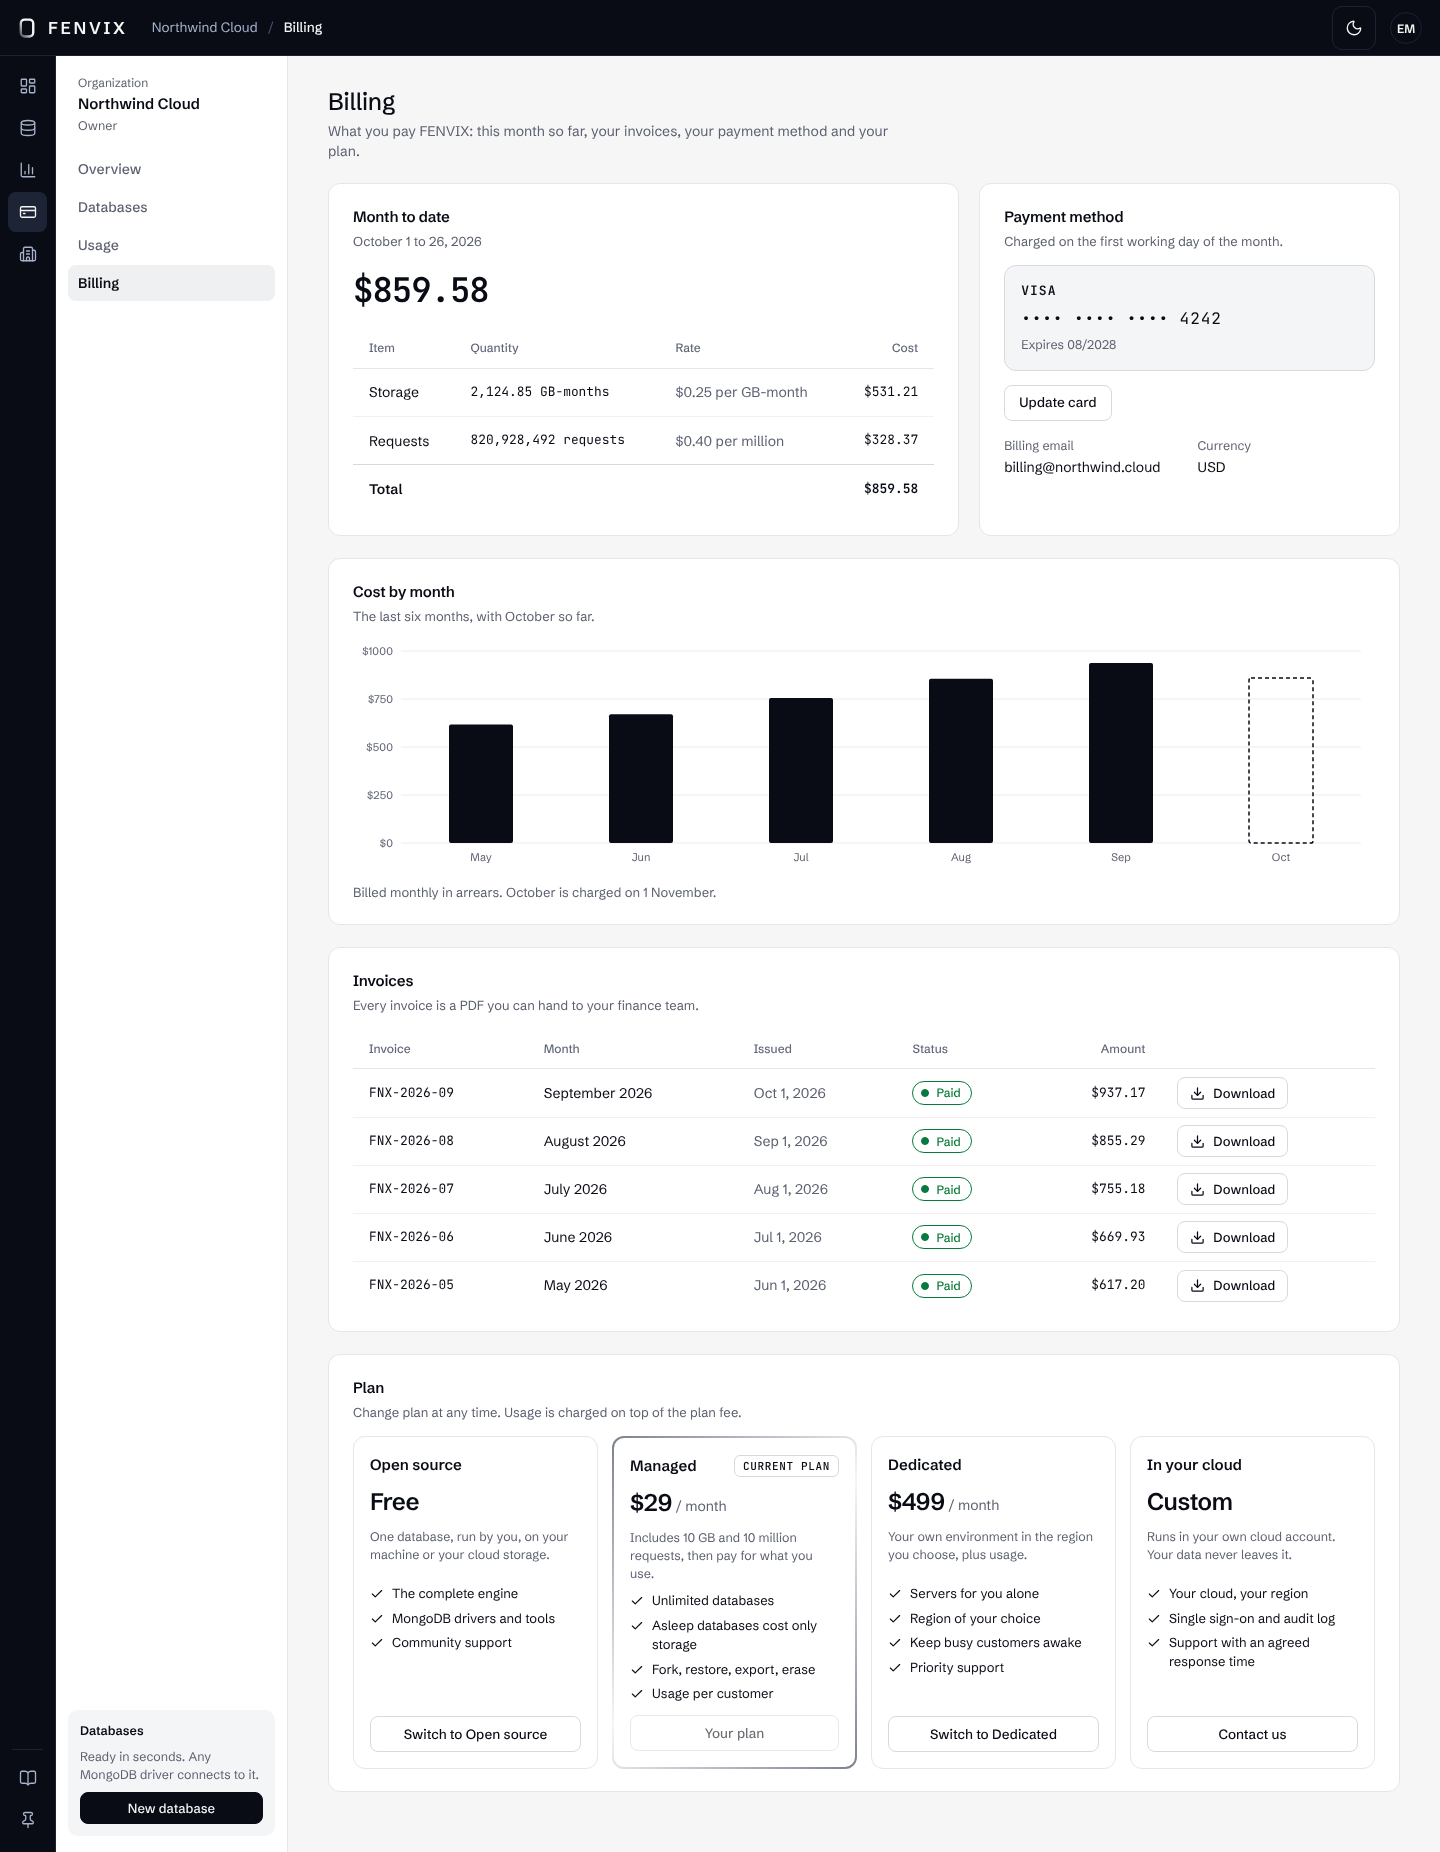 FENVIX
Northwind Cloud / Billing
EM
Organization
Northwind Cloud
Owner
Overview
Databases
Usage
Billing
Databases
Ready in seconds. Any
MongoDB driver connects to it.
New database
Billing
What you pay FENVIX: this month so far, your invoices, your payment method and your
plan.
Month to date
October 1 to 26, 2026
$859.58
Item Quantity Rate Cost
Storage 2,124.85 GB-months $0.25 per GB-month $531.21
Requests 820,928,492 requests $0.40 per million $328.37
Total $859.58
Payment method
Charged on the first working day of the month.
VISA
•••• •••• •••• 4242
Expires 08/2028
Update card
Billing email Currency
billing@northwind.cloud USD
Cost by month
The last six months, with October so far.
$1000
$750
$500
$250
$0
May Jun Jul Aug Sep Oct
Billed monthly in arrears. October is charged on 1 November.
Invoices
Every invoice is a PDF you can hand to your finance team.
Invoice Month Issued Status Amount
FNX-2026-09 September 2026 Oct 1, 2026 Paid $937.17 Download
FNX-2026-08 August 2026 Sep 1, 2026 Paid $855.29 Download
FNX-2026-07 July 2026 Aug 1, 2026 Paid $755.18 Download
FNX-2026-06 June 2026 Jul 1, 2026 Paid $669.93 Download
FNX-2026-05 May 2026 Jun 1, 2026 Paid $617.20 Download
Plan
Change plan at any time. Usage is charged on top of the plan fee.
Open source
Free
One database, run by you, on your
machine or your cloud storage.
The complete engine
MongoDB drivers and tools
Community support
Switch to Open source
Managed CURRENT PLAN
$29 / month
Includes 10 GB and 10 million
requests, then pay for what you
use.
Unlimited databases
Asleep databases cost only
storage
Fork, restore, export, erase
Usage per customer
Your plan
Dedicated
$499 / month
Your own environment in the region
you choose, plus usage.
Servers for you alone
Region of your choice
Keep busy customers awake
Priority support
Switch to Dedicated
In your cloud
Custom
Runs in your own cloud account.
Your data never leaves it.
Your cloud, your region
Single sign-on and audit log
Support with an agreed
response time
Contact us